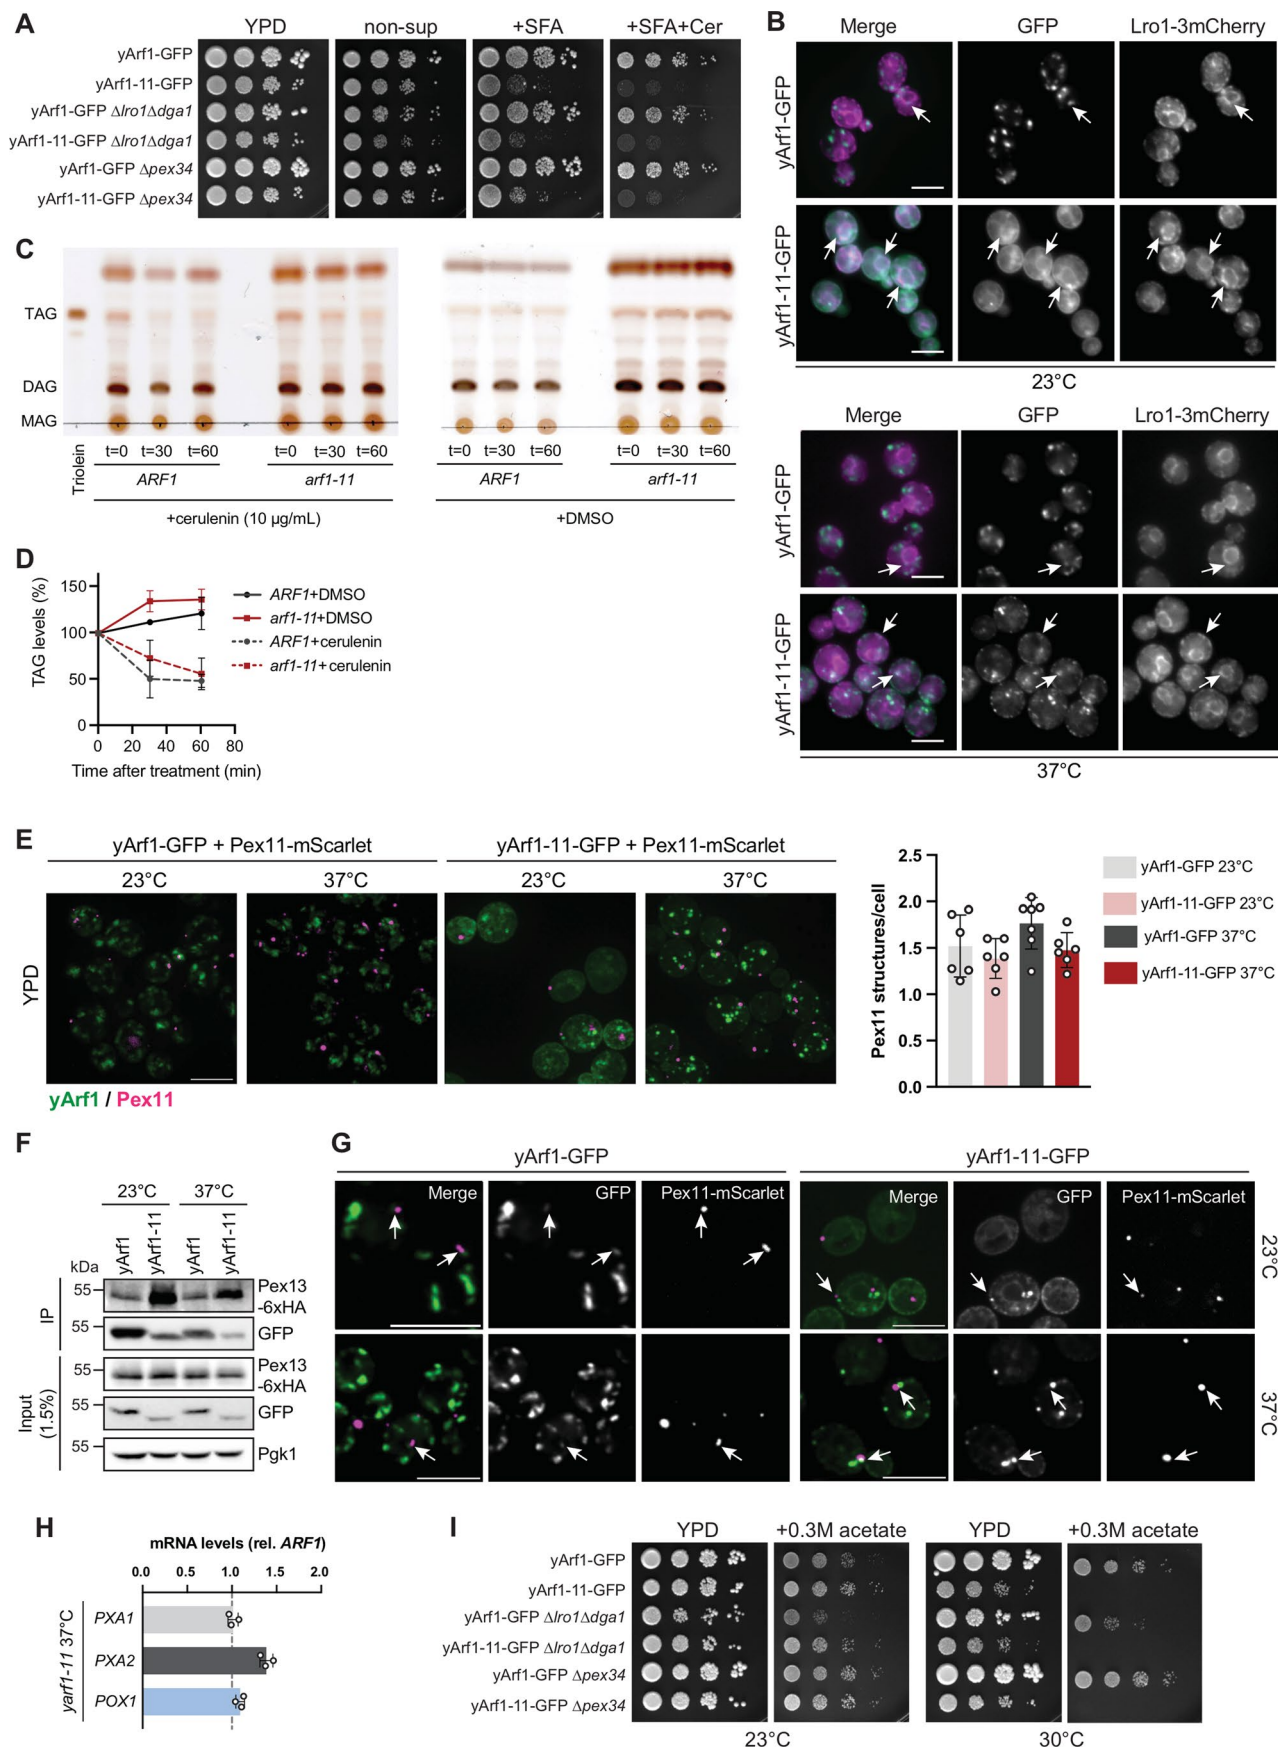 A
YPD non-sup +SFA +SFA+Cer
yArf1-GFP
yArf1-11-GFP
yArf1-GFP Δlro1Δdga1
yArf1-11-GFP Δlro1Δdga1
yArf1-GFP Δpex34
yArf1-11-GFP Δpex34
B
Merge GFP Lro1-3mCherry
yArf1-GFP
yArf1-11-GFP
23°C
Merge GFP Lro1-3mCherry
yArf1-GFP
yArf1-11-GFP
37°C
C
TAG
DAG
MAG
Triolein
t=0 t=30 t=60 t=0 t=30 t=60 t=0 t=30 t=60 t=0 t=30 t=60
ARF1 arf1-11 ARF1 arf1-11
+cerulenin (10 µg/mL) +DMSO
D
TAG levels (%)
150
100
50
0
0 20 40 60 80
Time after treatment (min)
ARF1+DMSO
arf1-11+DMSO
ARF1+cerulenin
arf1-11+cerulenin
E
yArf1-GFP + Pex11-mScarlet yArf1-11-GFP + Pex11-mScarlet
23°C 37°C 23°C 37°C
YPD
yArf1 / Pex11
Pex11 structures/cell
2.5
2.0
1.5
1.0
0.5
0.0
yArf1-GFP 23°C
yArf1-11-GFP 23°C
yArf1-GFP 37°C
yArf1-11-GFP 37°C
F
23°C 37°C
yArf1 yArf1-11 yArf1 yArf1-11
kDa
IP
55 Pex13
-6xHA
55 GFP
Input
(1.5%)
55 Pex13
-6xHA
55 GFP
55 Pgk1
G
yArf1-GFP yArf1-11-GFP
Merge GFP Pex11-mScarlet Merge GFP Pex11-mScarlet
23°C
37°C
H
mRNA levels (rel. ARF1)
0.0 0.5 1.0 1.5 2.0
yarf1-11 37°C
PXA1
PXA2
POX1
I
YPD +0.3M acetate YPD +0.3M acetate
yArf1-GFP
yArf1-11-GFP
yArf1-GFP Δlro1Δdga1
yArf1-11-GFP Δlro1Δdga1
yArf1-GFP Δpex34
yArf1-11-GFP Δpex34
23°C 30°C